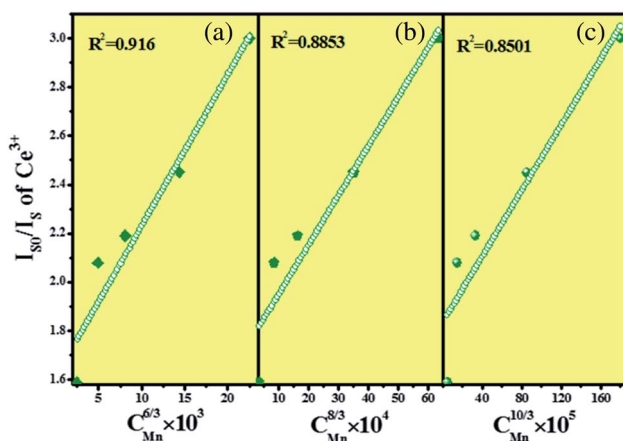 (a) (b) (c)
R²=0.916 R²=0.8853 R²=0.8501
I_S0/I_S of Ce³⁺
3.0
2.8
2.6
2.4
2.2
2.0
1.8
1.6
5 10 15 20 10 20 30 40 50 60 40 80 120 160
C_Mn^6/3×10³ C_Mn^8/3×10⁴ C_Mn^10/3×10⁵